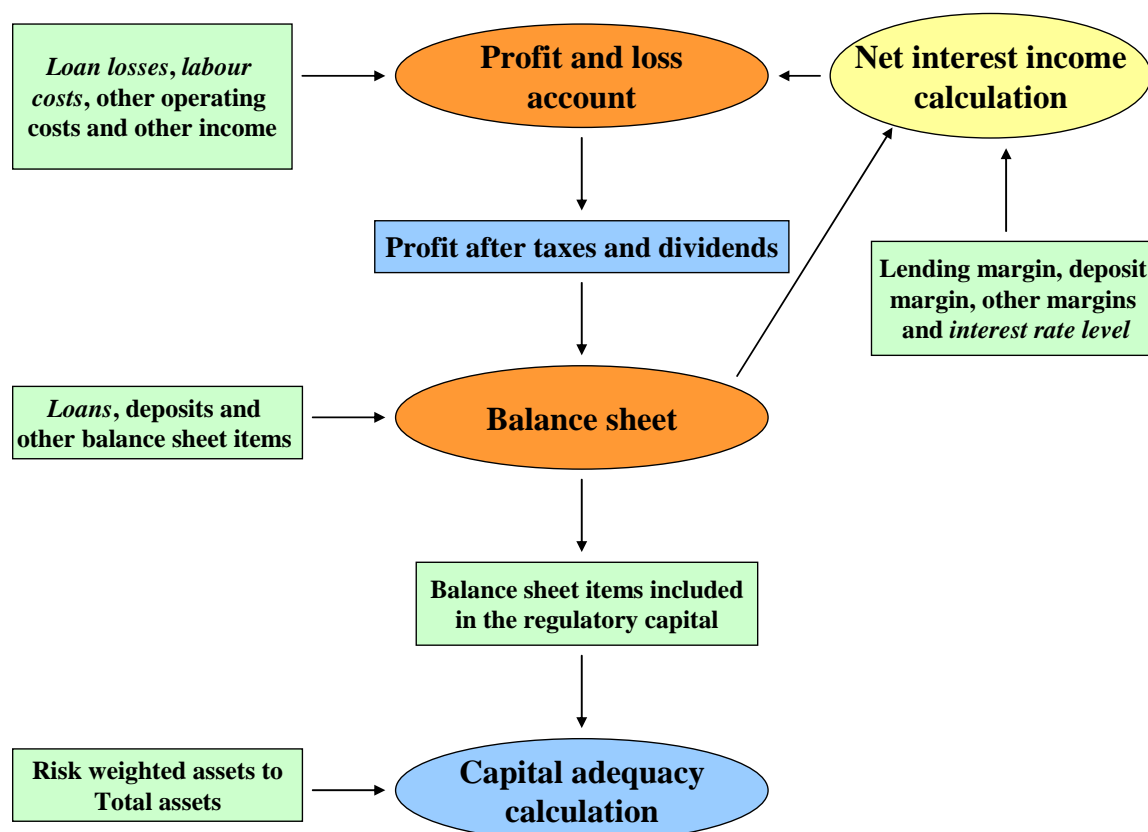 Loan losses, labour
costs, other operating
costs and other income
Profit and loss
account
Net interest income
calculation
Profit after taxes and dividends
Lending margin, deposit
margin, other margins
and interest rate level
Loans, deposits and
other balance sheet items
Balance sheet
Balance sheet items included
in the regulatory capital
Risk weighted assets to
Total assets
Capital adequacy
calculation